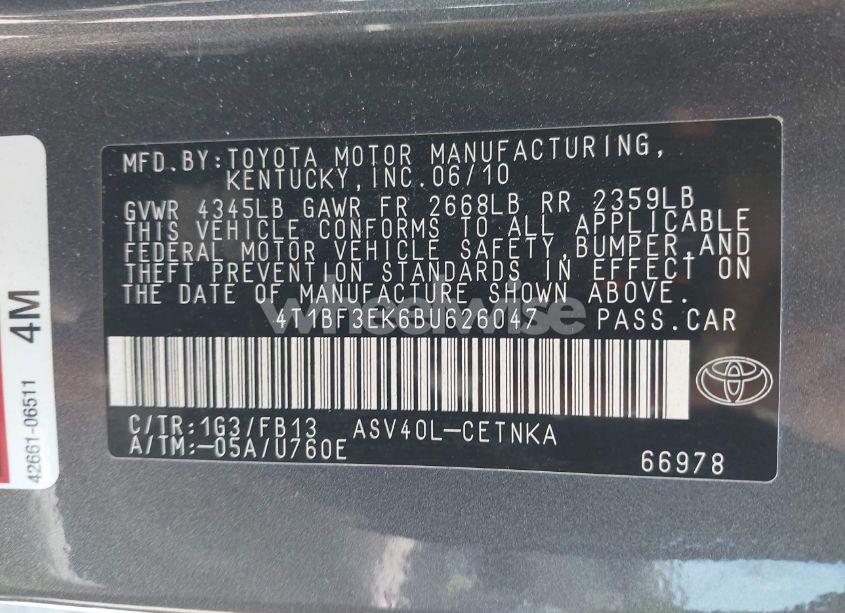 MFD.BY:TOYOTA MOTOR MANUFACTURING,
KENTUCKY,INC.06/10
GVWR 4345LB GAWR FR 2668LB RR 2359LB
THIS VEHICLE CONFORMS TO ALL APPLICABLE
FEDERAL MOTOR VEHICLE SAFETY,BUMPER,AND
THEFT PREVENTION STANDARDS IN EFFECT ON
THE DATE OF MANUFACTURE SHOWN ABOVE.
4T1BF3EK6BU626047 PASS.CAR
wheelwise
C/TR:1G3/FB13 ASV40L-CETNKA
A/TM:-05A/U760E
66978
4M
42661-06511